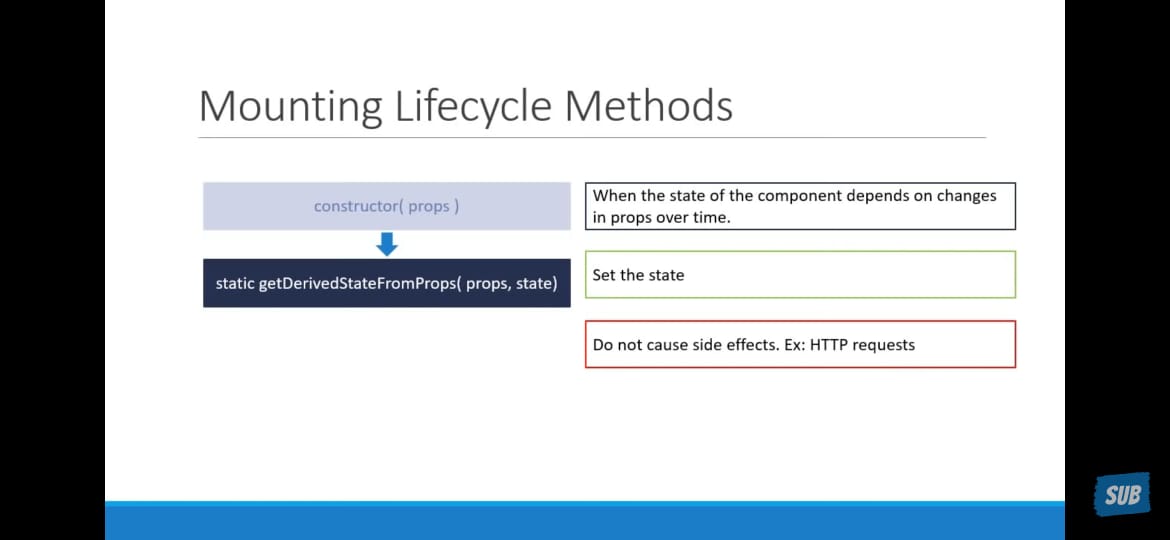 Mounting Lifecycle Methods
constructor( props )
static getDerivedStateFromProps( props, state)
When the state of the component depends on changes
in props over time.
Set the state
Do not cause side effects. Ex: HTTP requests
SUB